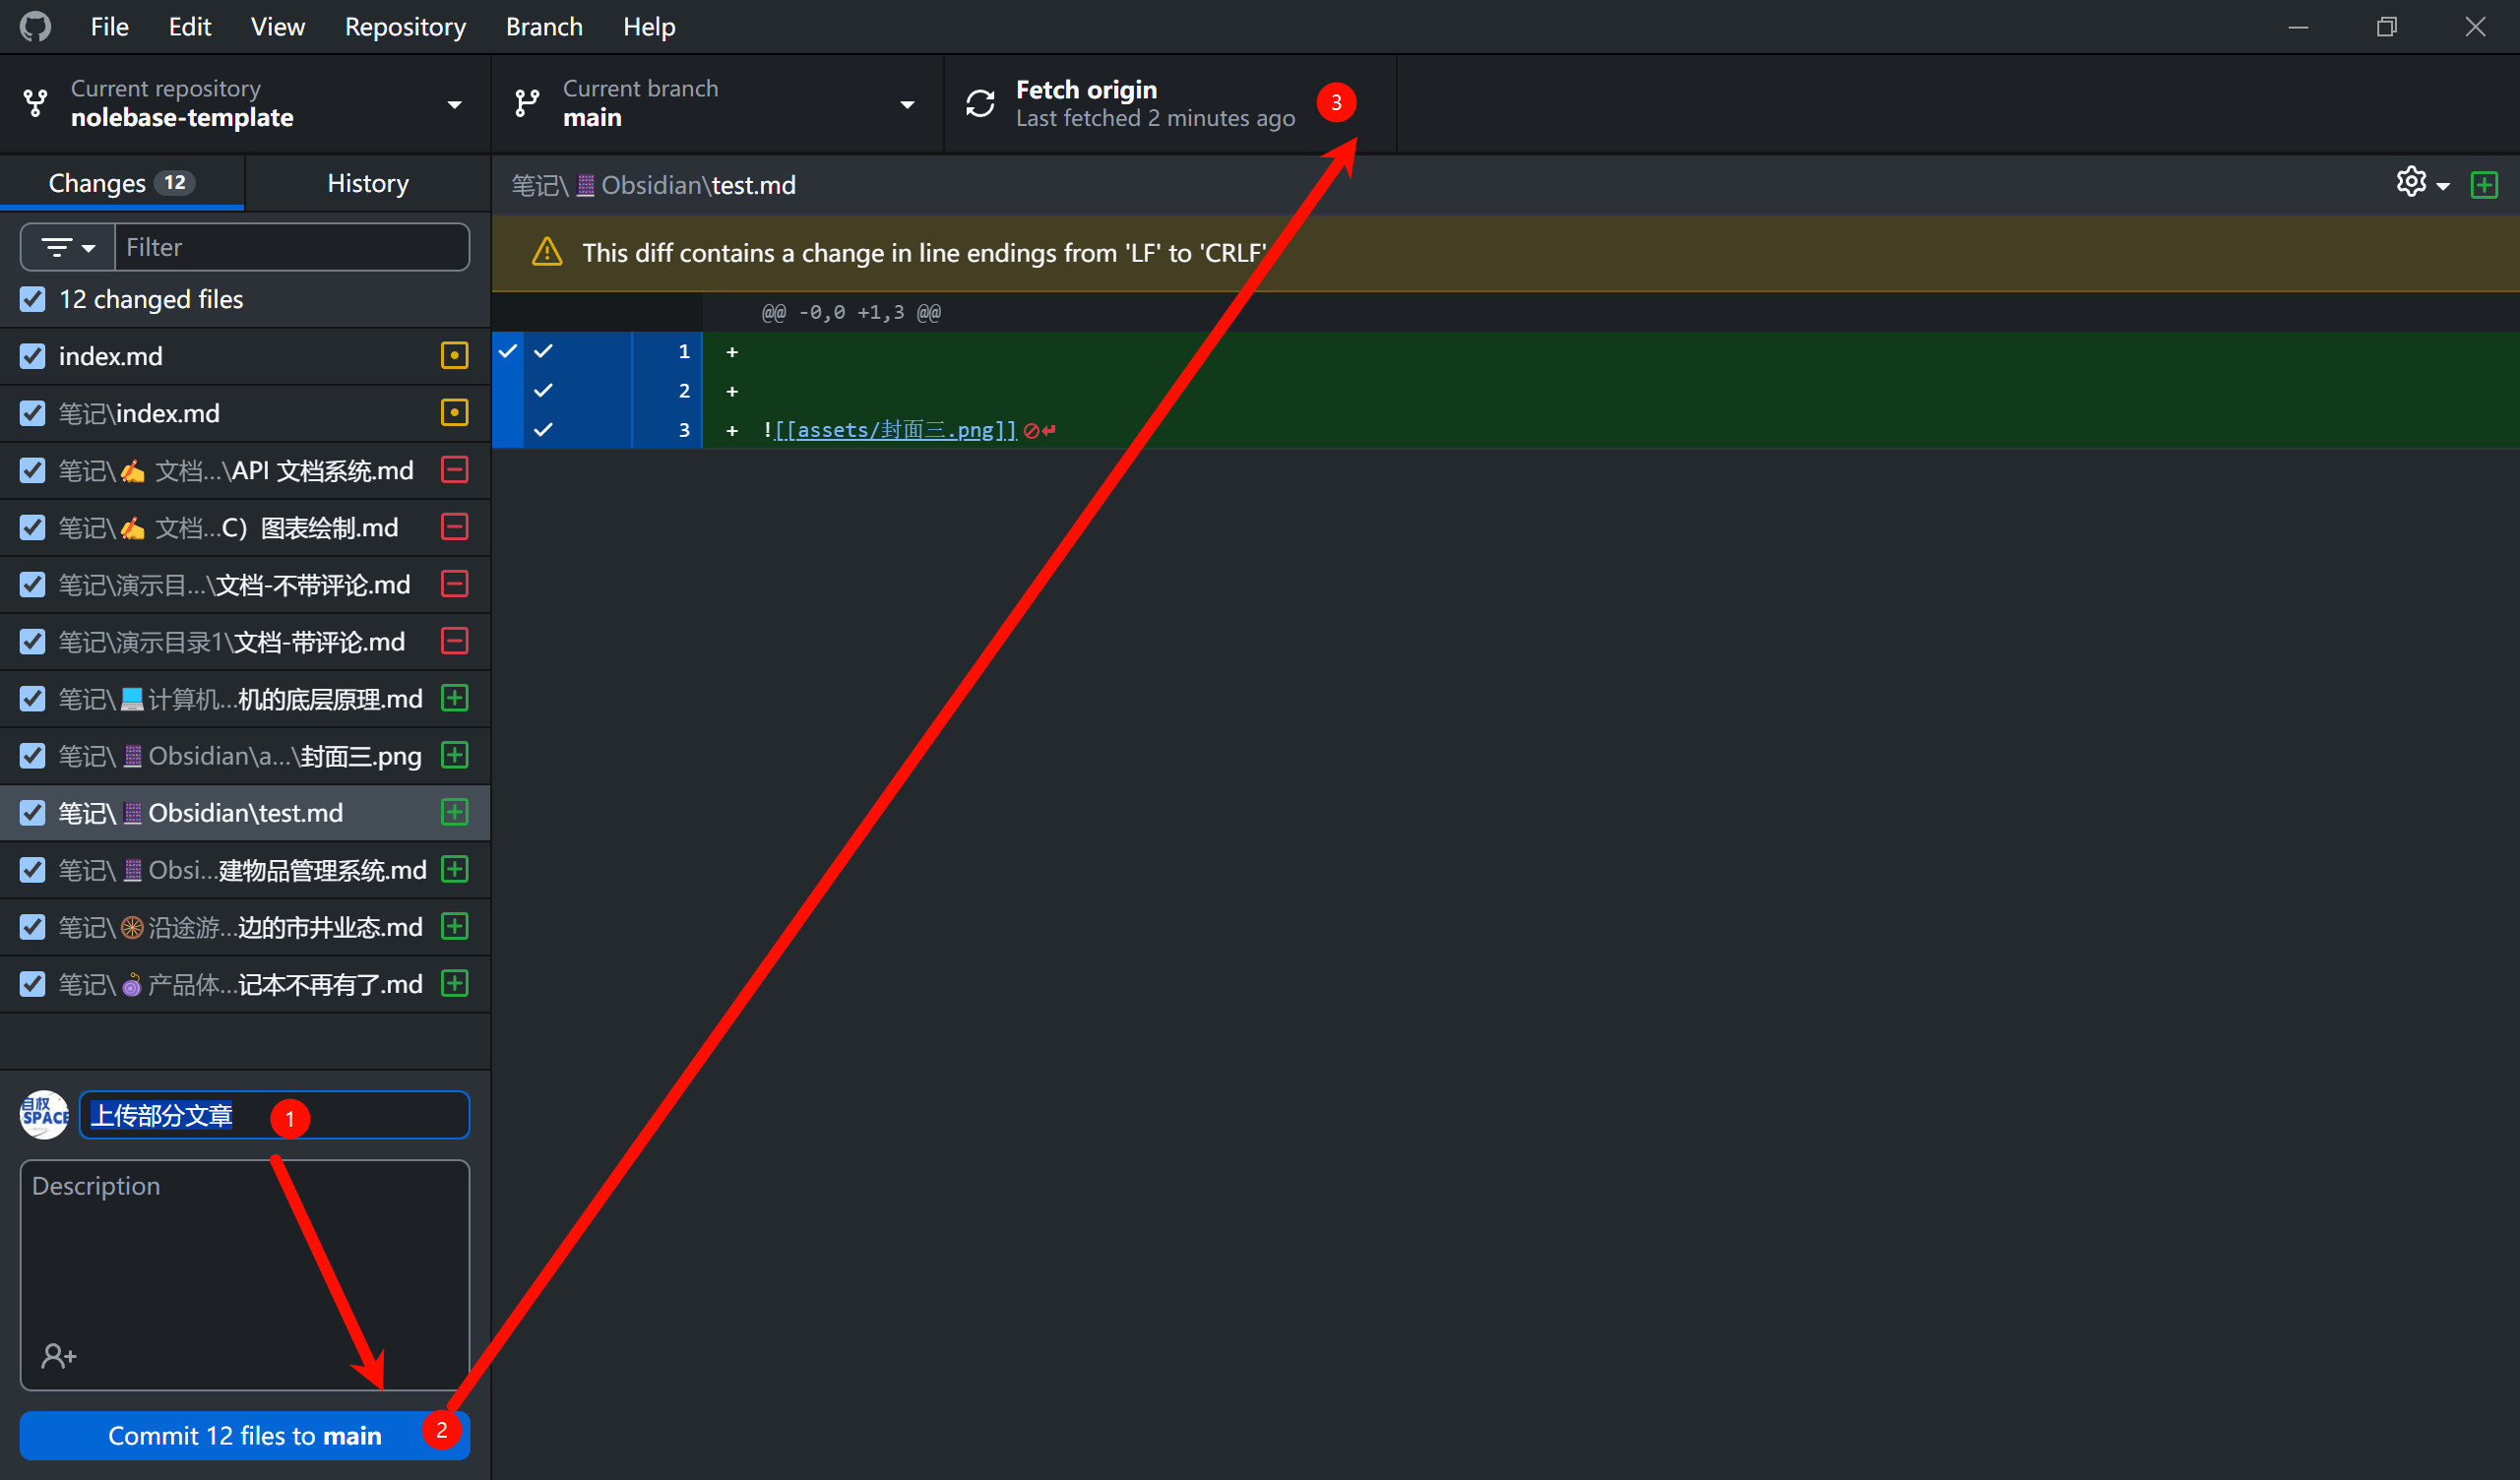 File Edit View Repository Branch Help
Current repository
nolebase-template
Current branch
main
Fetch origin
Last fetched 2 minutes ago
3
Changes 12
History
笔记\ Obsidian\test.md
Filter
This diff contains a change in line endings from 'LF' to 'CRLF'
12 changed files
@@ -0,0 +1,3 @@
1 +
2 +
3 + ![[assets/封面三.png]]
index.md
笔记\index.md
笔记\✍ 文档...\API 文档系统.md
笔记\✍ 文档...C）图表绘制.md
笔记\演示目...\文档-不带评论.md
笔记\演示目录1\文档-带评论.md
笔记\💻计算机...机的底层原理.md
笔记\ Obsidian\a...\封面三.png
笔记\ Obsidian\test.md
笔记\ Obsi...建物品管理系统.md
笔记\ 沿途游...边的市井业态.md
笔记\ 产品体...记本不再有了.md
自权
SPACE
上传部分文章
1
Description
Commit 12 files to main
2